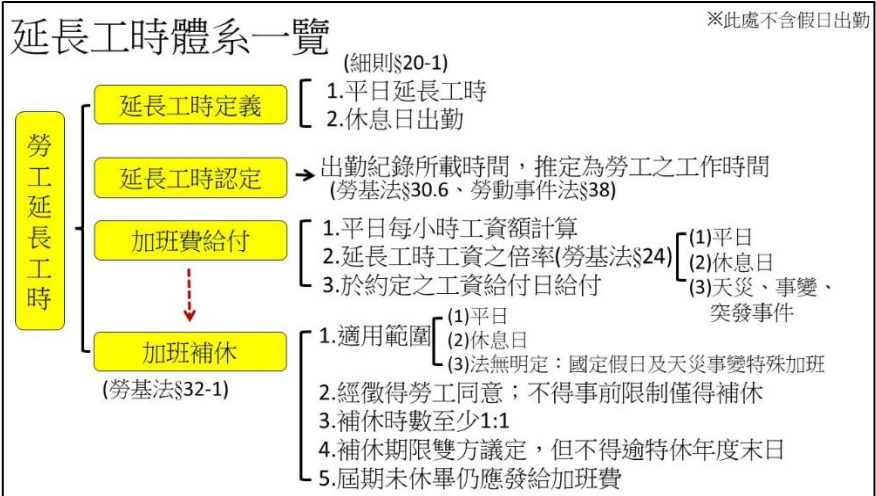 延長工時體系一覽
※此處不含假日出勤
勞工延長工時
延長工時定義
(細則§20-1)
1.平日延長工時
2.休息日出勤
延長工時認定
出勤紀錄所載時間，推定為勞工之工作時間
(勞基法§30.6、勞動事件法§38)
加班費給付
1.平日每小時工資額計算
2.延長工時工資之倍率(勞基法§24)
(1)平日
(2)休息日
(3)天災、事變、
突發事件
3.於約定之工資給付日給付
加班補休
(勞基法§32-1)
1.適用範圍
(1)平日
(2)休息日
(3)法無明定：國定假日及天災事變特殊加班
2.經徵得勞工同意；不得事前限制僅得補休
3.補休時數至少1:1
4.補休期限雙方議定，但不得逾特休年度末日
5.屆期未休畢仍應發給加班費